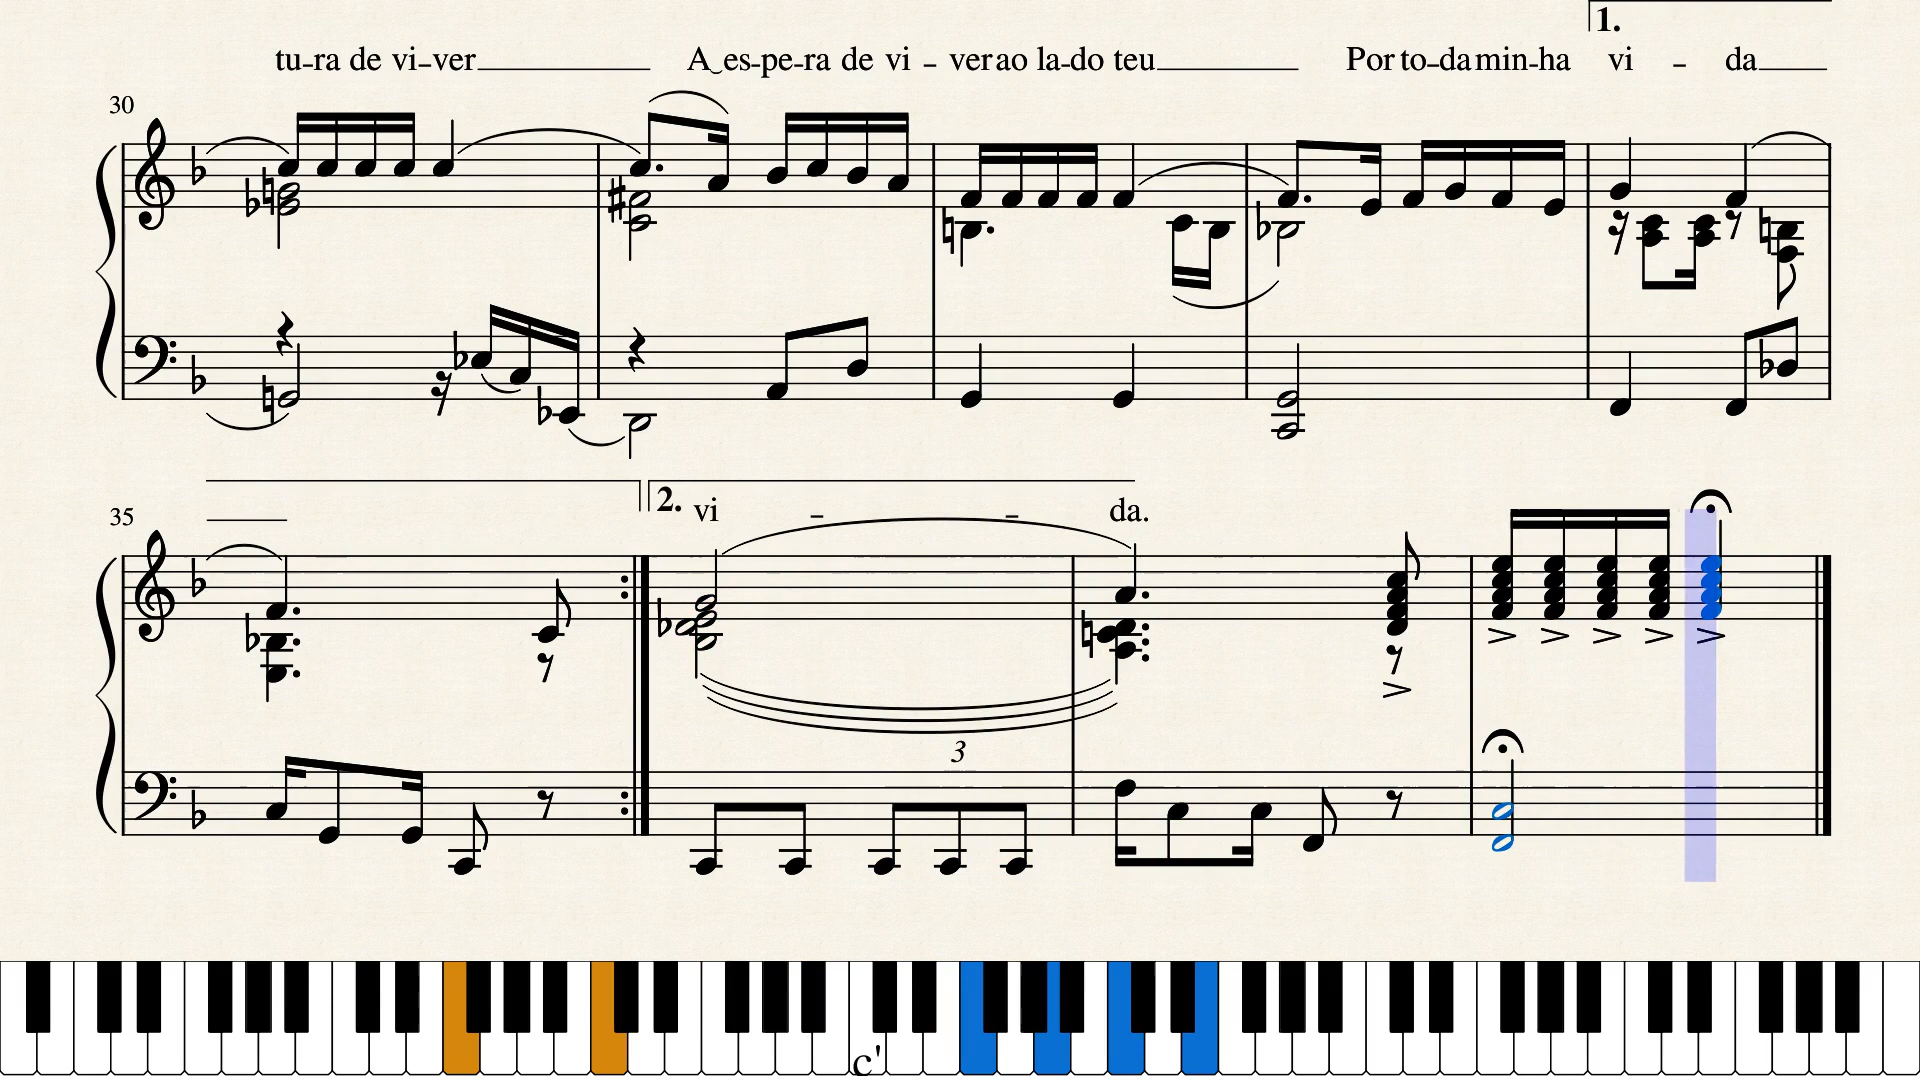 1.
tu-ra de vi-ver A‿es-pe-ra de vi - ver ao la-do teu Por to-da min-ha vi - da
30
35
2. vi - - da.
3
c'